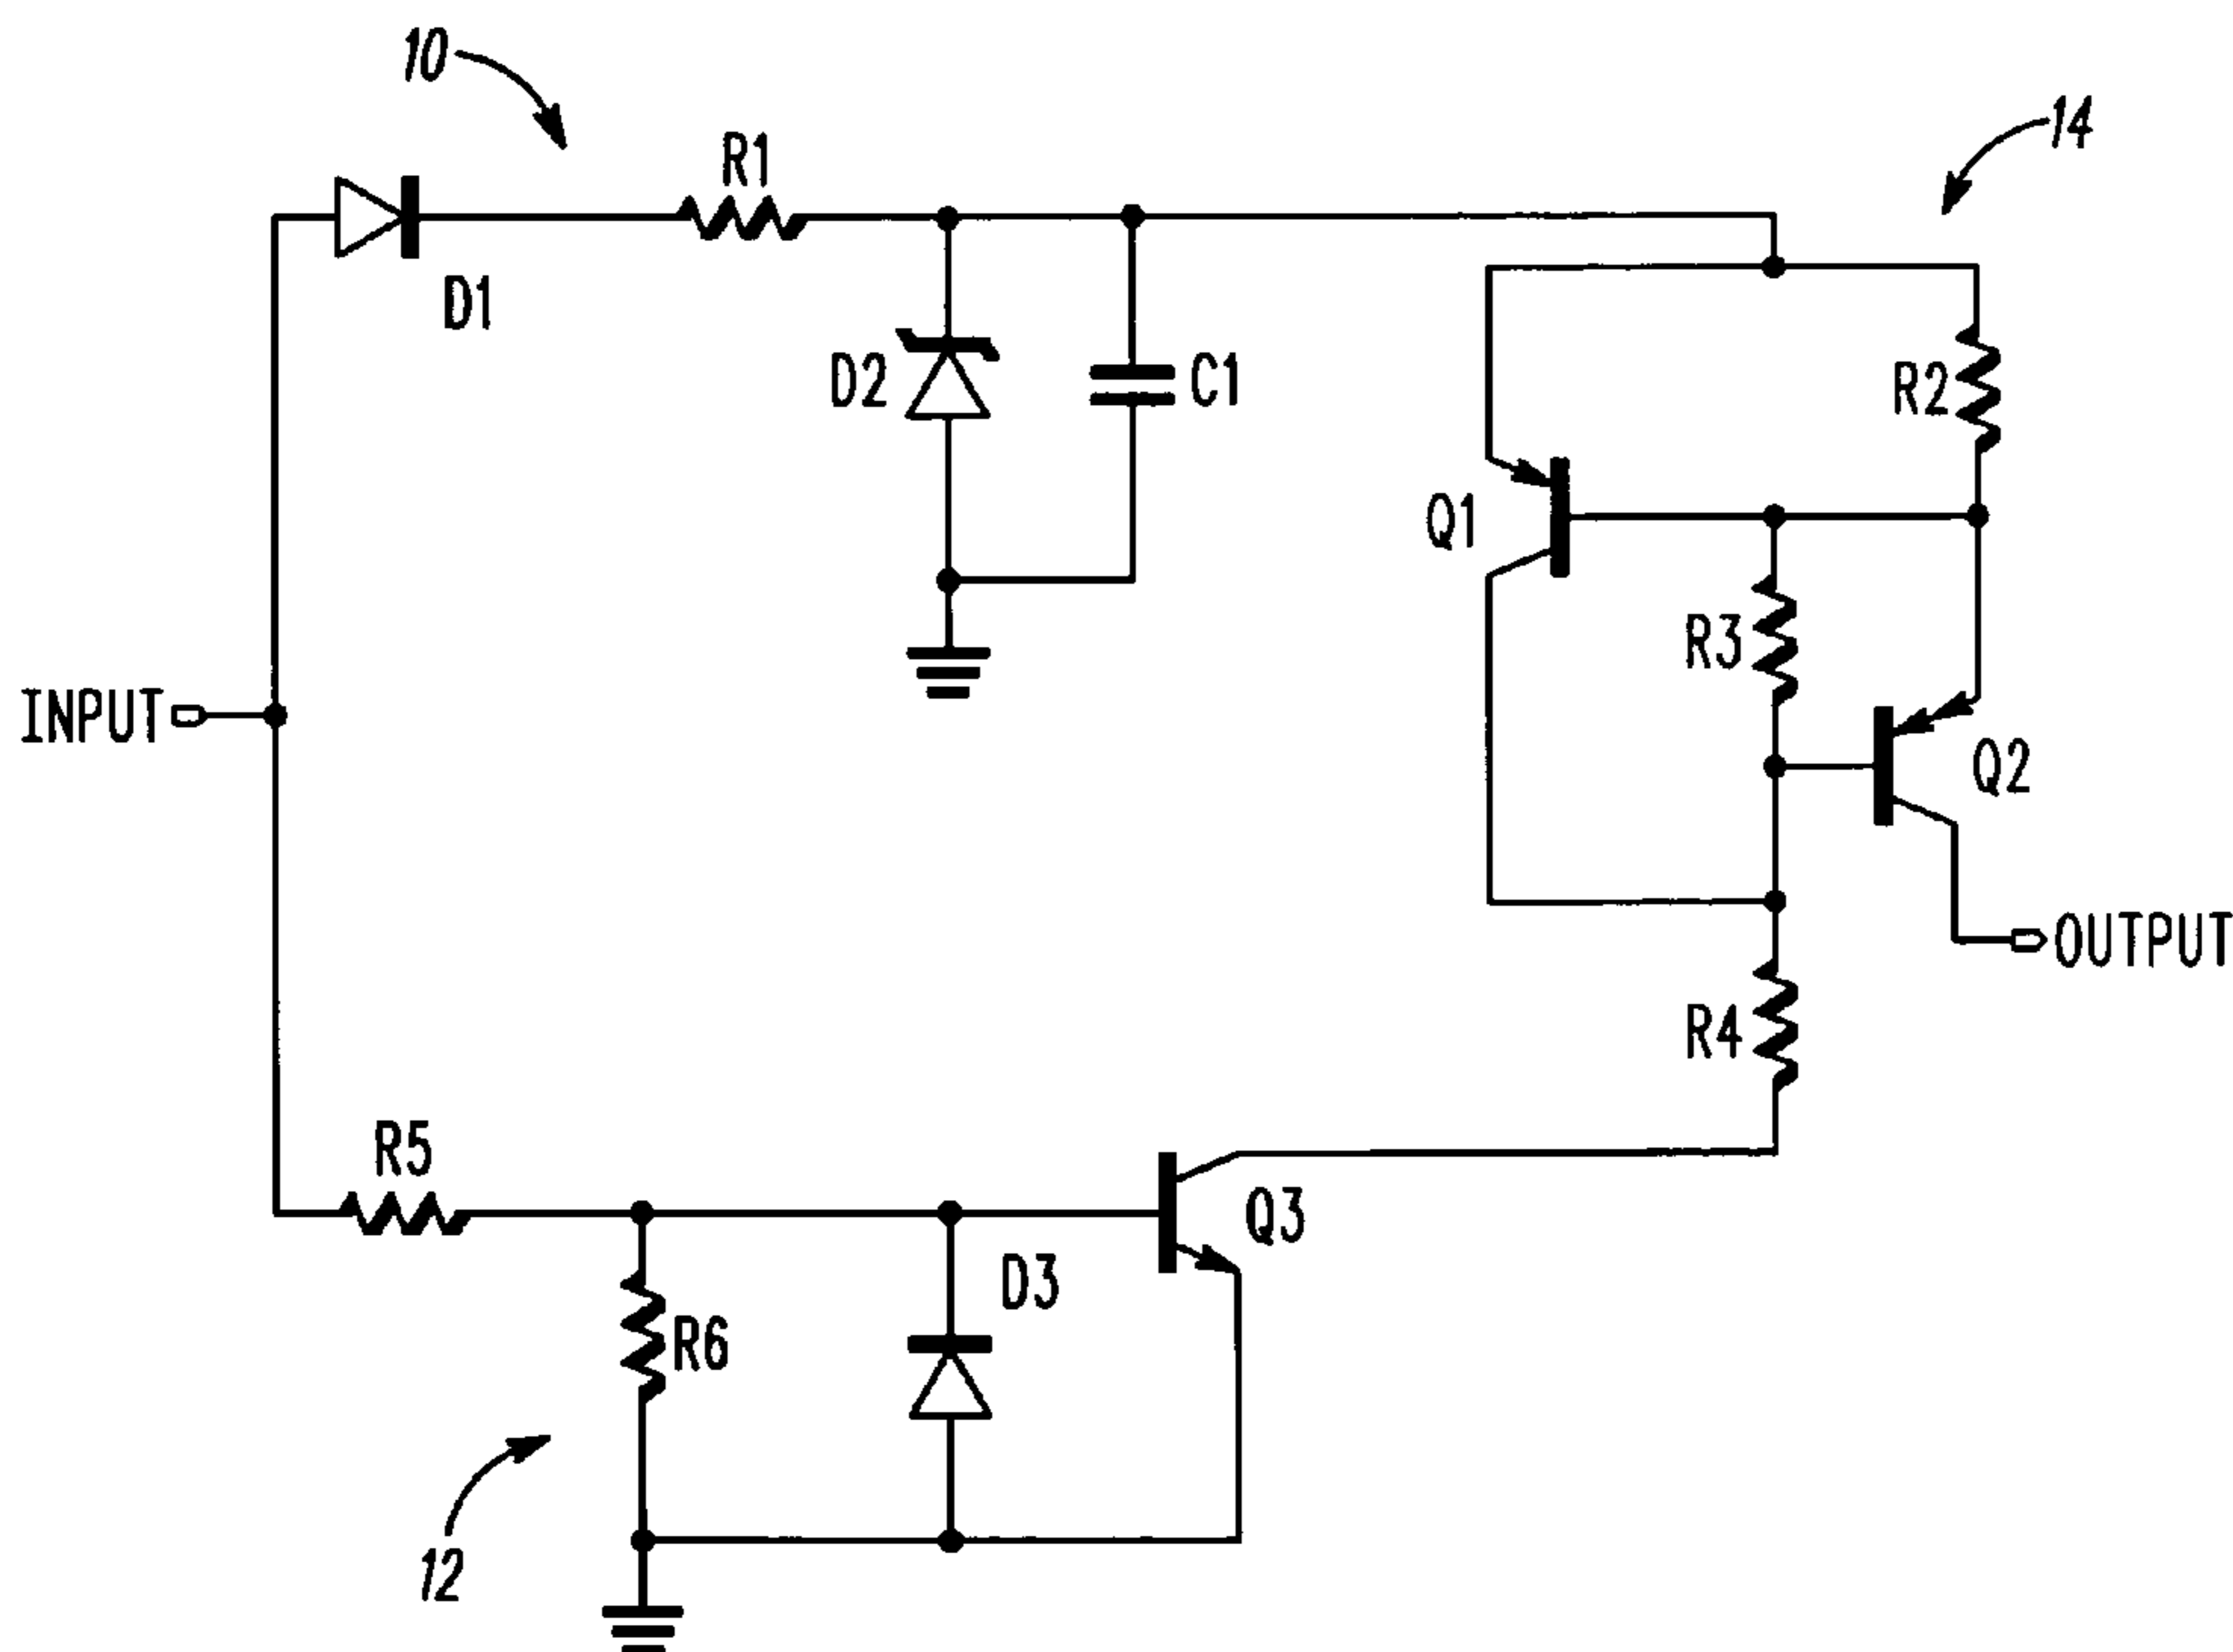 10
14
R1
D1
D2
C1
R2
Q1
R3
INPUT
Q2
OUTPUT
R4
R5
Q3
D3
R6
12